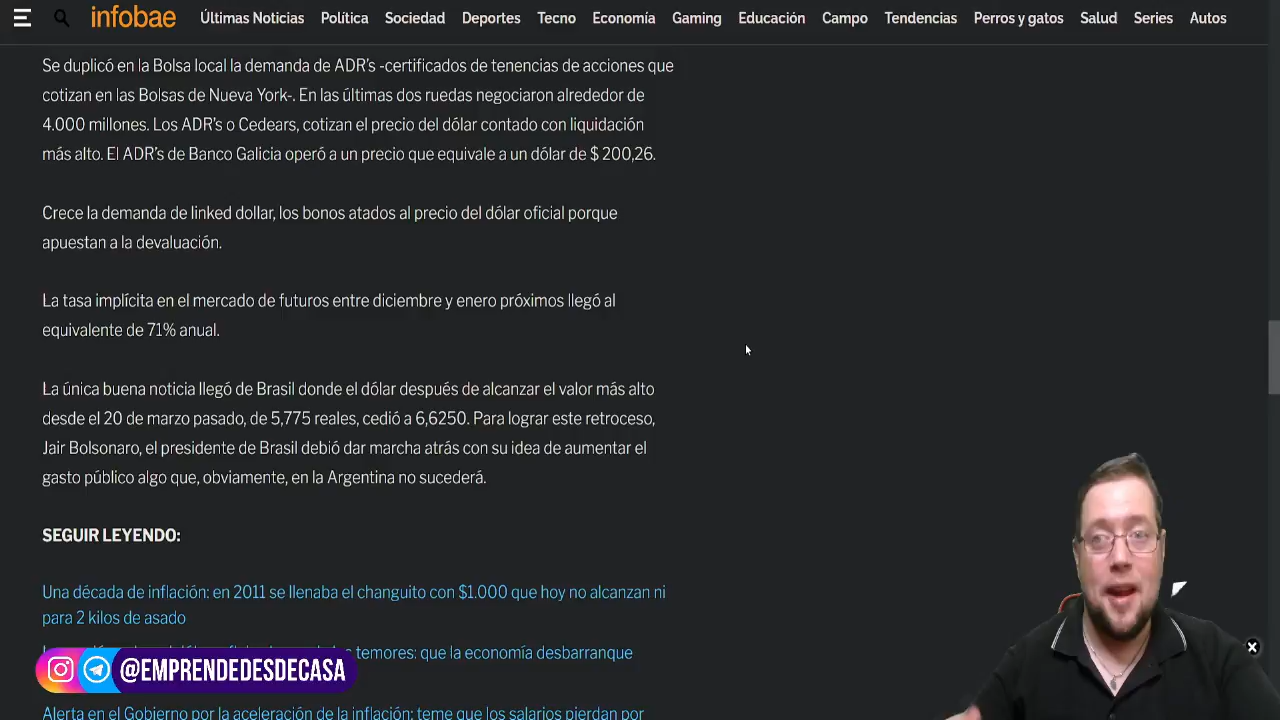 infobae Últimas Noticias Política Sociedad Deportes Tecno Economía Gaming Educación Campo Tendencias Perros y gatos Salud Series Autos
Se duplicó en la Bolsa local la demanda de ADR's -certificados de tenencias de acciones que
cotizan en las Bolsas de Nueva York-. En las últimas dos ruedas negociaron alrededor de
4.000 millones. Los ADR's o Cedears, cotizan el precio del dólar contado con liquidación
más alto. El ADR's de Banco Galicia operó a un precio que equivale a un dólar de $ 200,26.
Crece la demanda de linked dollar, los bonos atados al precio del dólar oficial porque
apuestan a la devaluación.
La tasa implícita en el mercado de futuros entre diciembre y enero próximos llegó al
equivalente de 71% anual.
La única buena noticia llegó de Brasil donde el dólar después de alcanzar el valor más alto
desde el 20 de marzo pasado, de 5,775 reales, cedió a 6,6250. Para lograr este retroceso,
Jair Bolsonaro, el presidente de Brasil debió dar marcha atrás con su idea de aumentar el
gasto público algo que, obviamente, en la Argentina no sucederá.
SEGUIR LEYENDO:
Una década de inflación: en 2011 se llenaba el changuito con $1.000 que hoy no alcanzan ni
para 2 kilos de asado
temores: que la economía desbarranque
@EMPRENDEDESDECASA
Alerta en el Gobierno por la aceleración de la inflación: teme que los salarios pierdan por